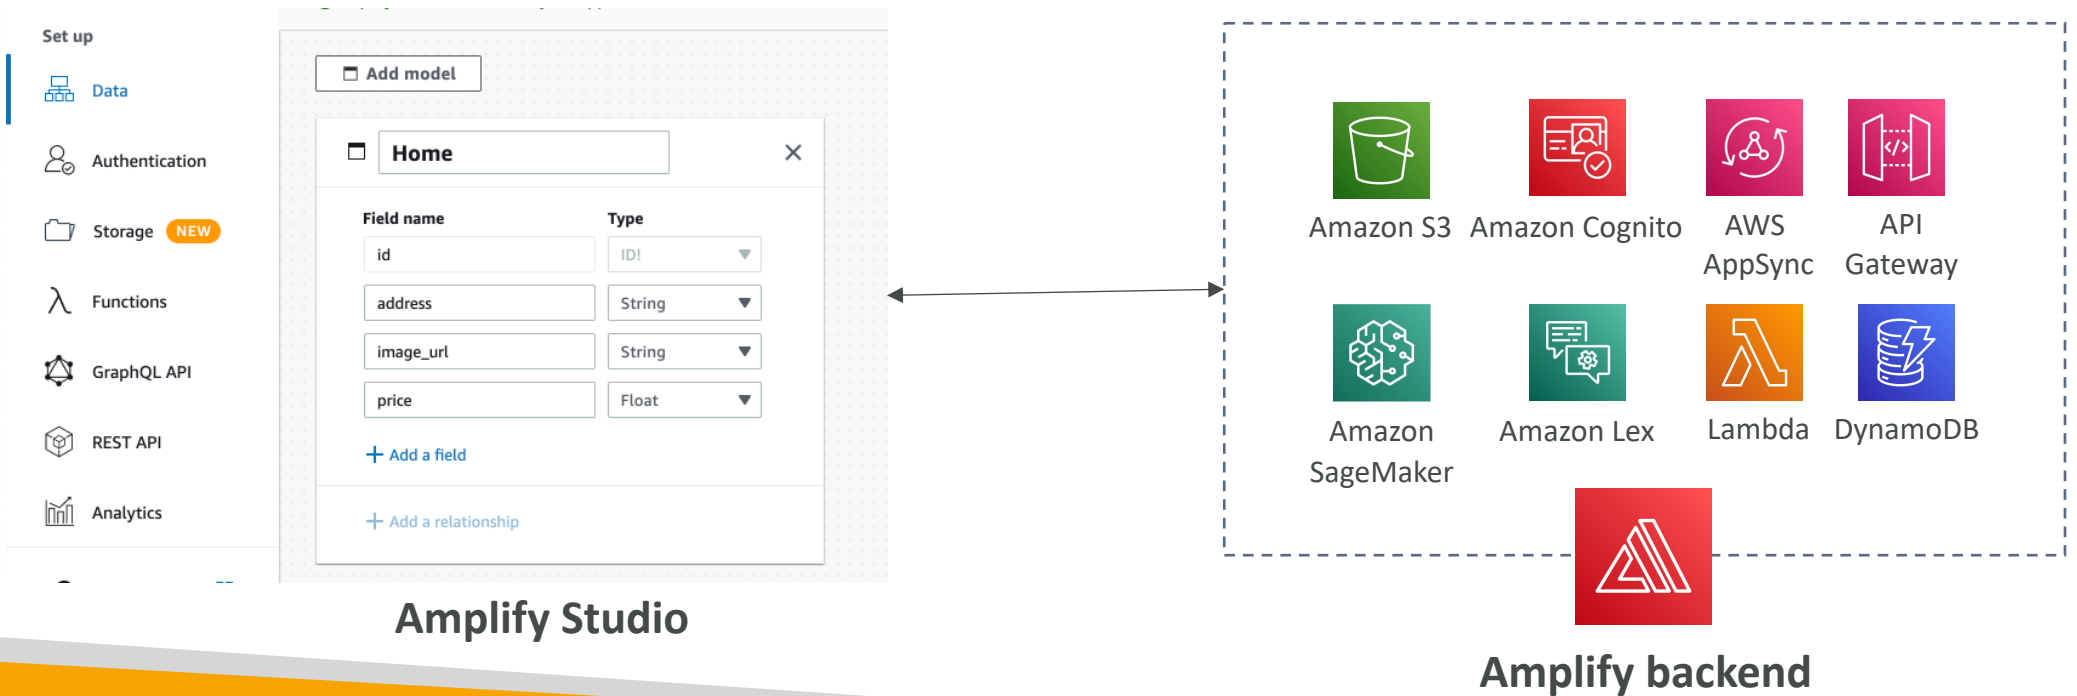 Set up
Data
Authentication
Storage NEW
Functions
GraphQL API
REST API
Analytics
Add model
Home
Field name Type
id ID!
address String
image_url String
price Float
+ Add a field
+ Add a relationship
Amplify Studio
Amazon S3 Amazon Cognito AWS API
AppSync Gateway
Amazon Amazon Lex Lambda DynamoDB
SageMaker
Amplify backend